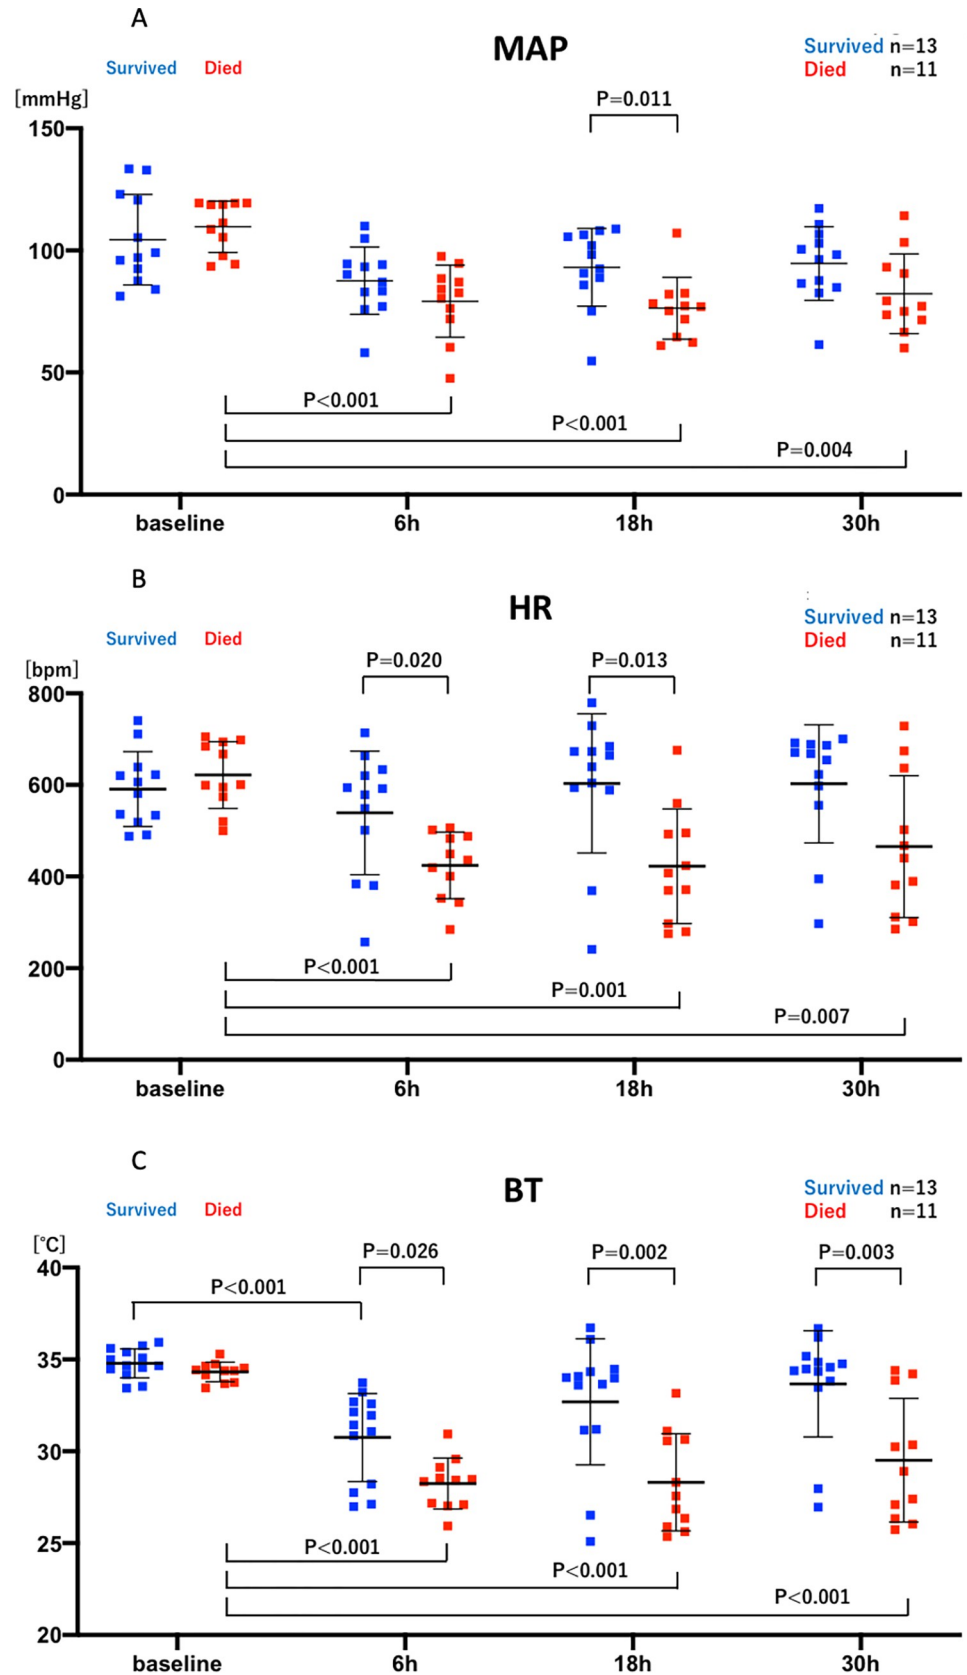 A
MAP
Survived n=13
Survived Died
Died n=11
[mmHg]
P=0.011
150
100
50
P<0.001
P<0.001
P=0.004
0
baseline 6h 18h 30h
B
HR
Survived n=13
Survived Died
Died n=11
[bpm]
P=0.020 P=0.013
800
600
400
200
P<0.001
P=0.001
P=0.007
0
baseline 6h 18h 30h
C
BT
Survived n=13
Survived Died
Died n=11
[°C]
P=0.026 P=0.002 P=0.003
40
P<0.001
35
30
25
P<0.001
P<0.001
P<0.001
20
baseline 6h 18h 30h